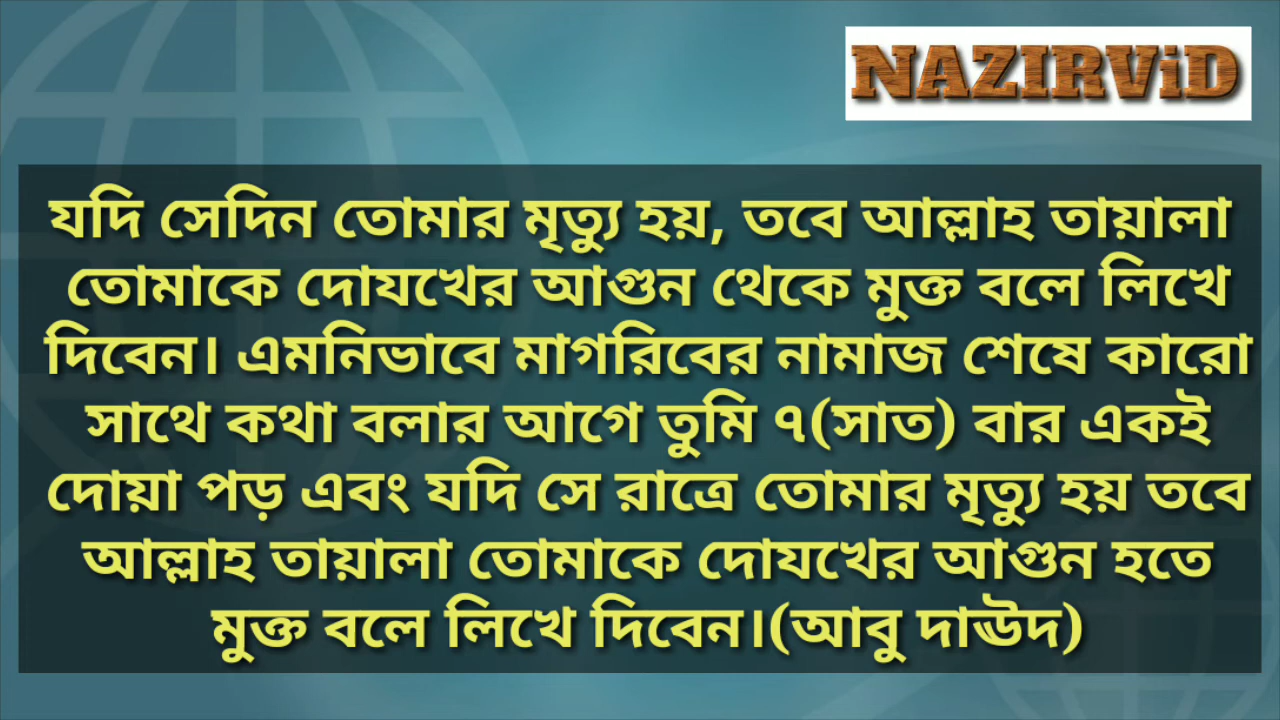 NAZIRViD
যদি সেদিন তোমার মৃত্যু হয়, তবে আল্লাহ তায়ালা
তোমাকে দোযখের আগুন থেকে মুক্ত বলে লিখে
দিবেন। এমনিভাবে মাগরিবের নামাজ শেষে কারো
সাথে কথা বলার আগে তুমি ৭(সাত) বার একই
দোয়া পড় এবং যদি সে রাত্রে তোমার মৃত্যু হয় তবে
আল্লাহ তায়ালা তোমাকে দোযখের আগুন হতে
মুক্ত বলে লিখে দিবেন।(আবু দাঊদ)